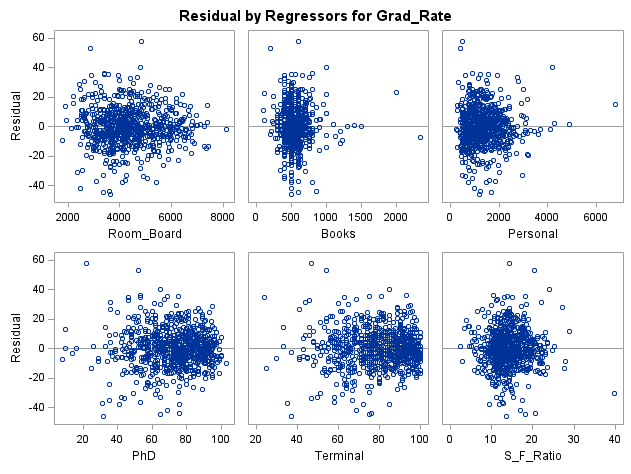 Residual by Regressors for Grad_Rate
Residual
60
40
20
0
-20
-40
2000 4000 6000 8000
Room_Board
0 500 1000 1500 2000
Books
0 2000 4000 6000
Personal
Residual
60
40
20
0
-20
-40
20 40 60 80 100
PhD
20 40 60 80 100
Terminal
0 10 20 30 40
S_F_Ratio